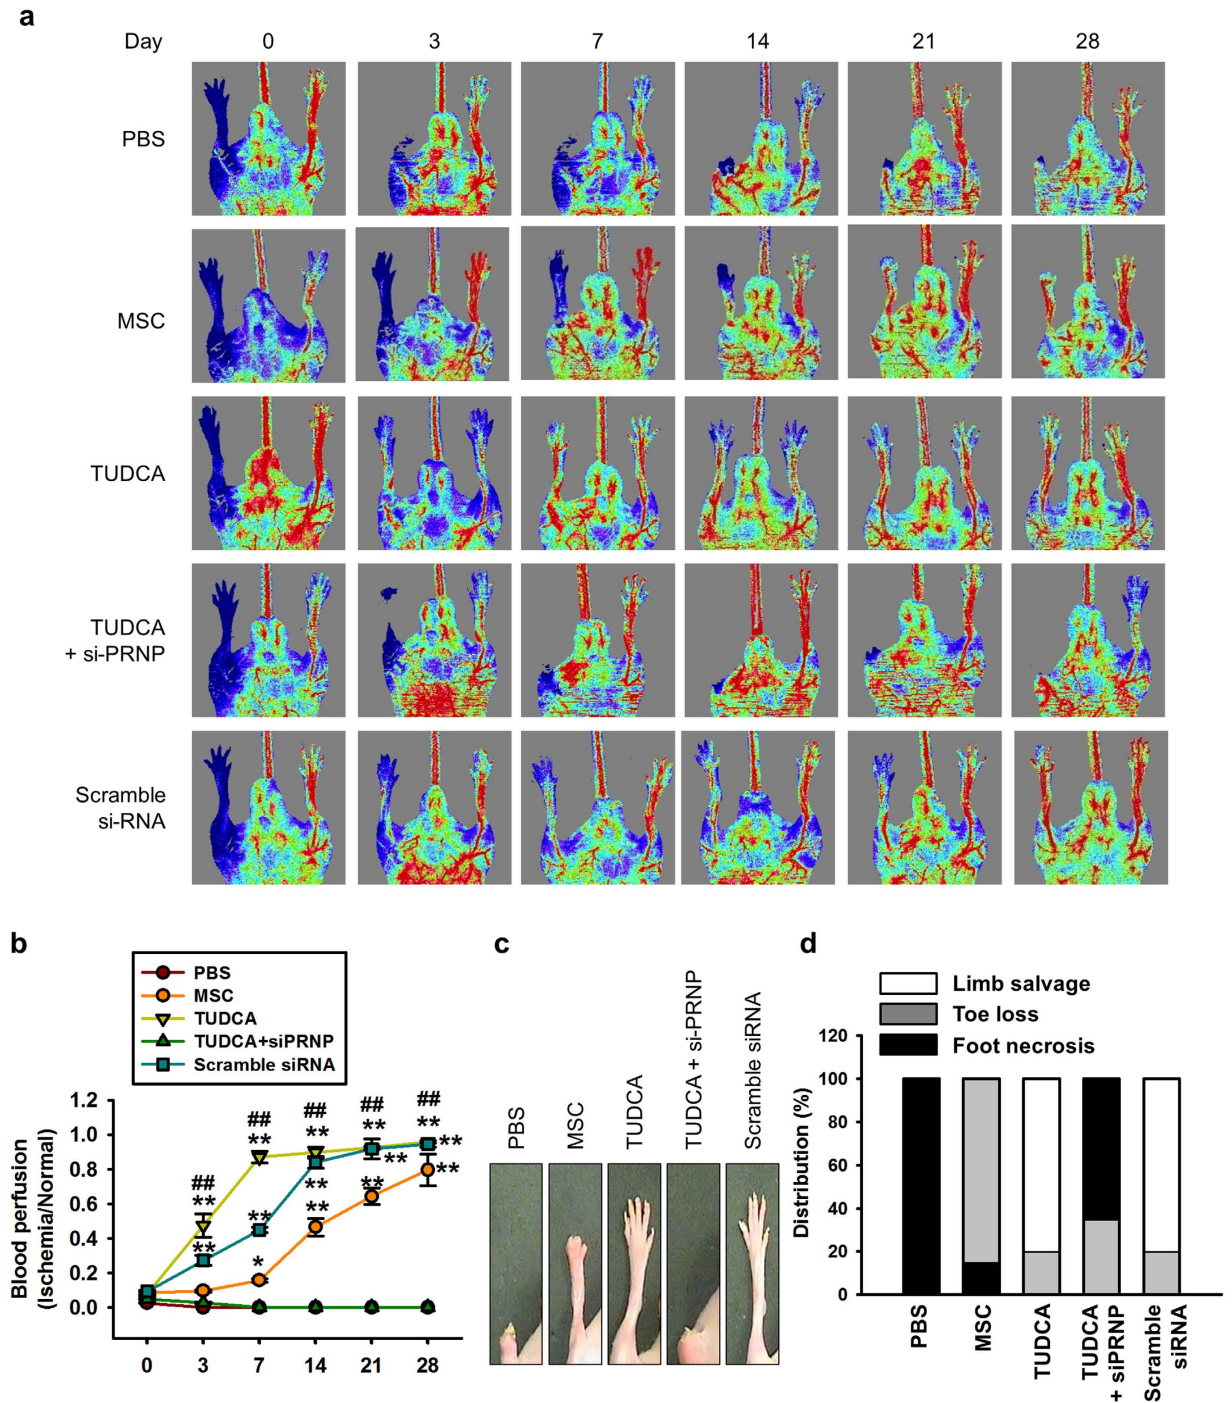 a
Day 0 3 7 14 21 28
PBS
MSC
TUDCA
TUDCA
+ si-PRNP
Scramble
si-RNA
b
PBS
MSC
TUDCA
TUDCA+siPRNP
Scramble siRNA
Blood perfusion
(Ischemia/Normal)
1.2
1.0
0.8
0.6
0.4
0.2
0.0
##
**
**
##
**
**
*
##
**
**
**
##
**
**
**
##
**
**
**
0 3 7 14 21 28
c
PBS
MSC
TUDCA
TUDCA + si-PRNP
Scramble siRNA
d
Limb salvage
Toe loss
Foot necrosis
Distribution (%)
120
100
80
60
40
20
0
PBS
MSC
TUDCA
TUDCA
+ siPRNP
Scramble
siRNA